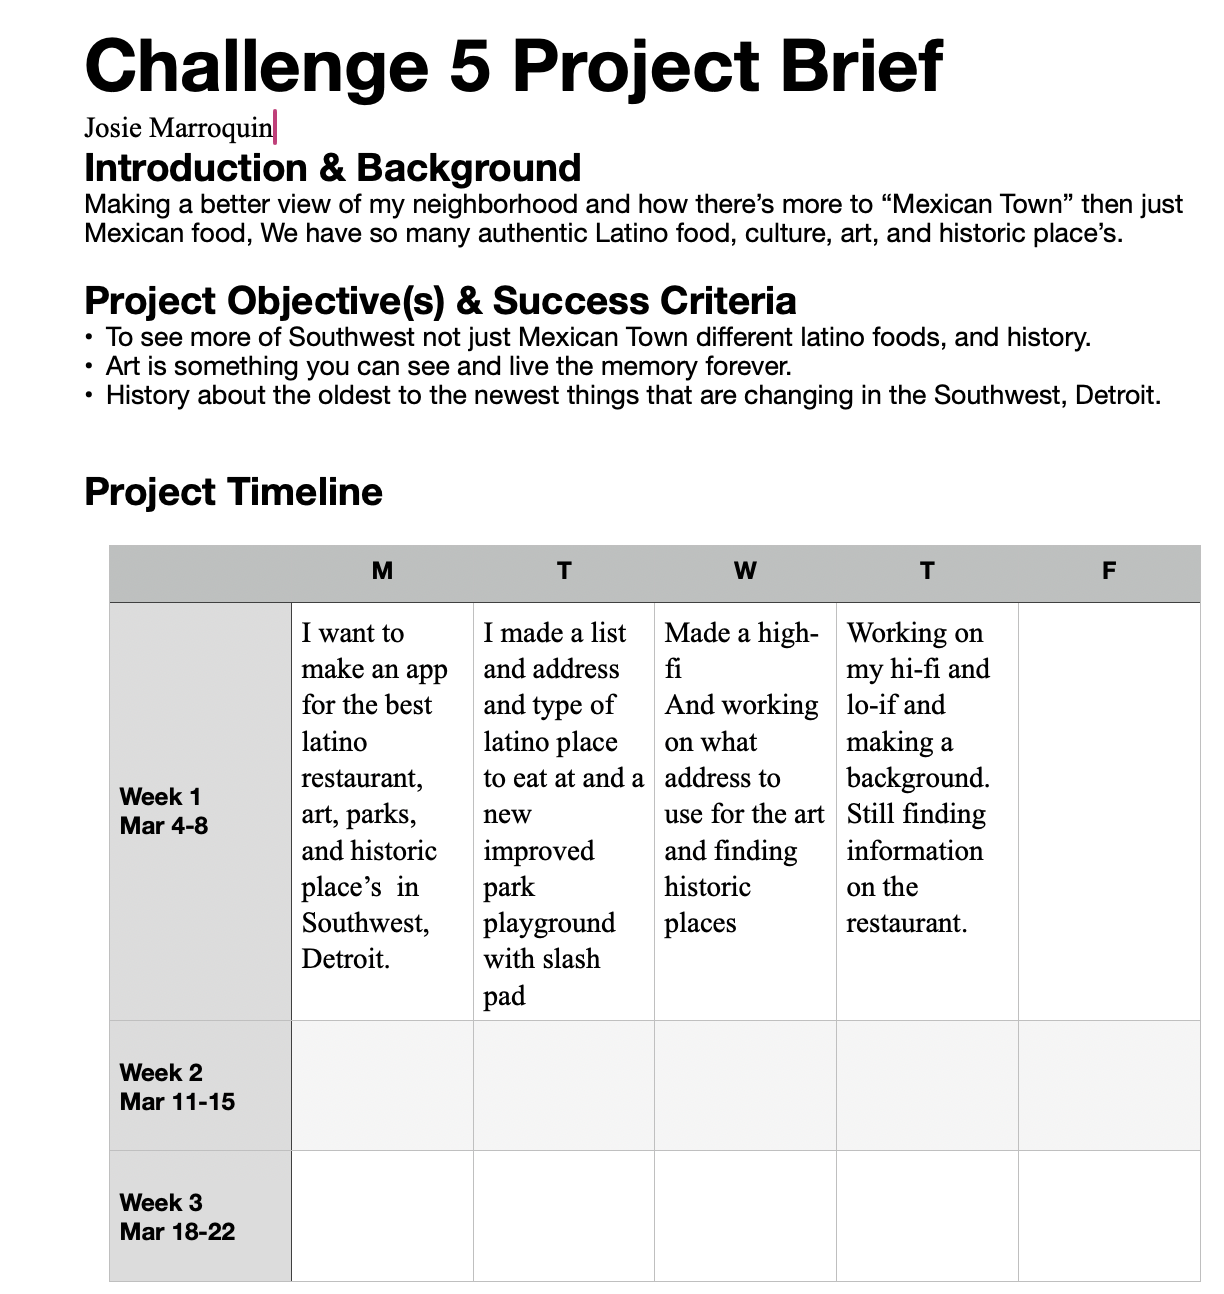 Challenge 5 Project Brief
Josie Marroquin
Introduction & Background
Making a better view of my neighborhood and how there’s more to “Mexican Town” then just
Mexican food, We have so many authentic Latino food, culture, art, and historic place’s.
Project Objective(s) & Success Criteria
• To see more of Southwest not just Mexican Town different latino foods, and history.
• Art is something you can see and live the memory forever.
• History about the oldest to the newest things that are changing in the Southwest, Detroit.
Project Timeline
M T W T F
Week 1
Mar 4-8
I want to
make an app
for the best
latino
restaurant,
art, parks,
and historic
place’s in
Southwest,
Detroit.
I made a list
and address
and type of
latino place
to eat at and a
new
improved
park
playground
with slash
pad
Made a high-
fi
And working
on what
address to
use for the art
and finding
historic
places
Working on
my hi-fi and
lo-if and
making a
background.
Still finding
information
on the
restaurant.
Week 2
Mar 11-15
Week 3
Mar 18-22